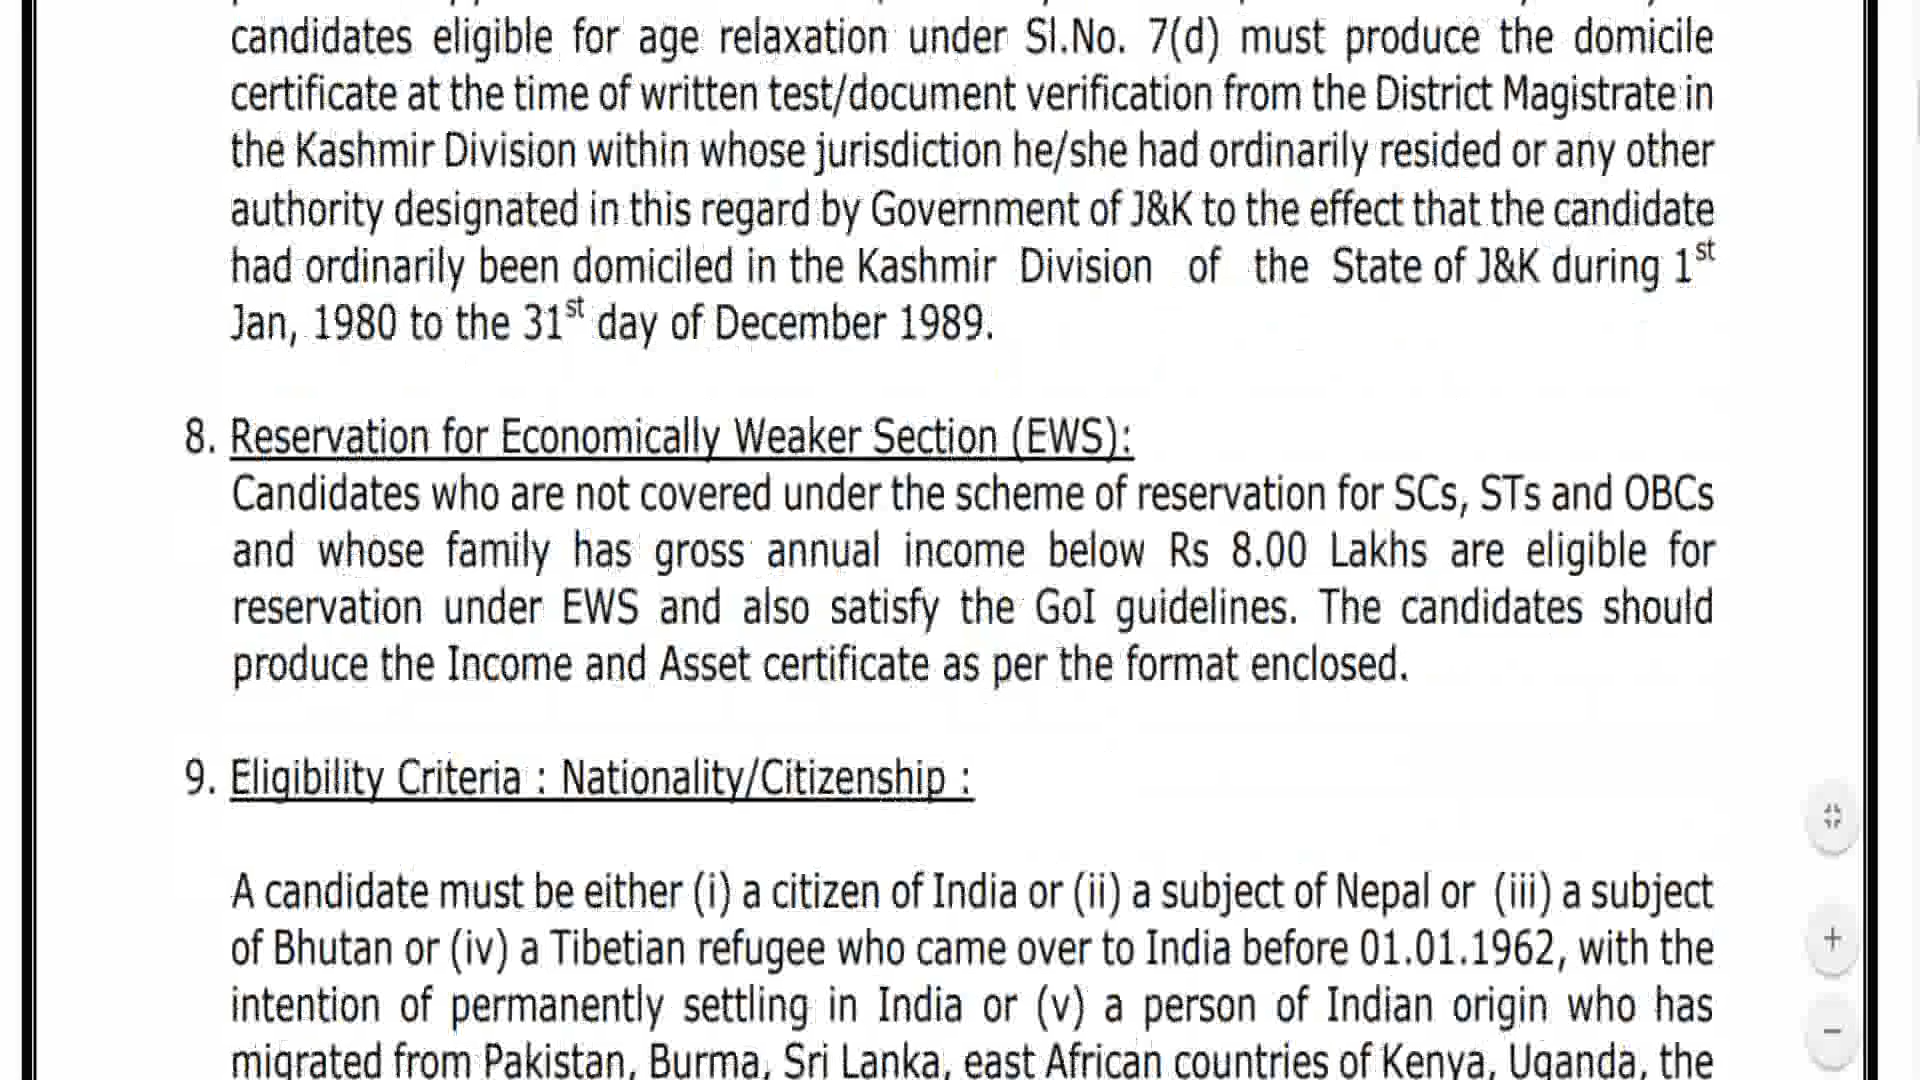 candidates eligible for age relaxation under Sl.No. 7(d) must produce the domicile
certificate at the time of written test/document verification from the District Magistrate in
the Kashmir Division within whose jurisdiction he/she had ordinarily resided or any other
authority designated in this regard by Government of J&K to the effect that the candidate
had ordinarily been domiciled in the Kashmir Division of the State of J&K during 1st
Jan, 1980 to the 31st day of December 1989.
8. Reservation for Economically Weaker Section (EWS):
Candidates who are not covered under the scheme of reservation for SCs, STs and OBCs
and whose family has gross annual income below Rs 8.00 Lakhs are eligible for
reservation under EWS and also satisfy the GoI guidelines. The candidates should
produce the Income and Asset certificate as per the format enclosed.
9. Eligibility Criteria : Nationality/Citizenship :
A candidate must be either (i) a citizen of India or (ii) a subject of Nepal or (iii) a subject
of Bhutan or (iv) a Tibetian refugee who came over to India before 01.01.1962, with the
intention of permanently settling in India or (v) a person of Indian origin who has
migrated from Pakistan, Burma, Sri Lanka, east African countries of Kenya, Uganda, the